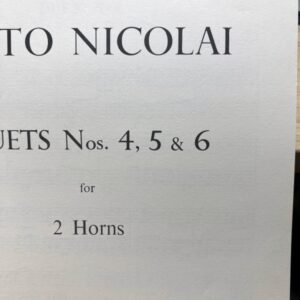 TO NICOLAI
UETS Nos. 4, 5 & 6
for
2 Horns